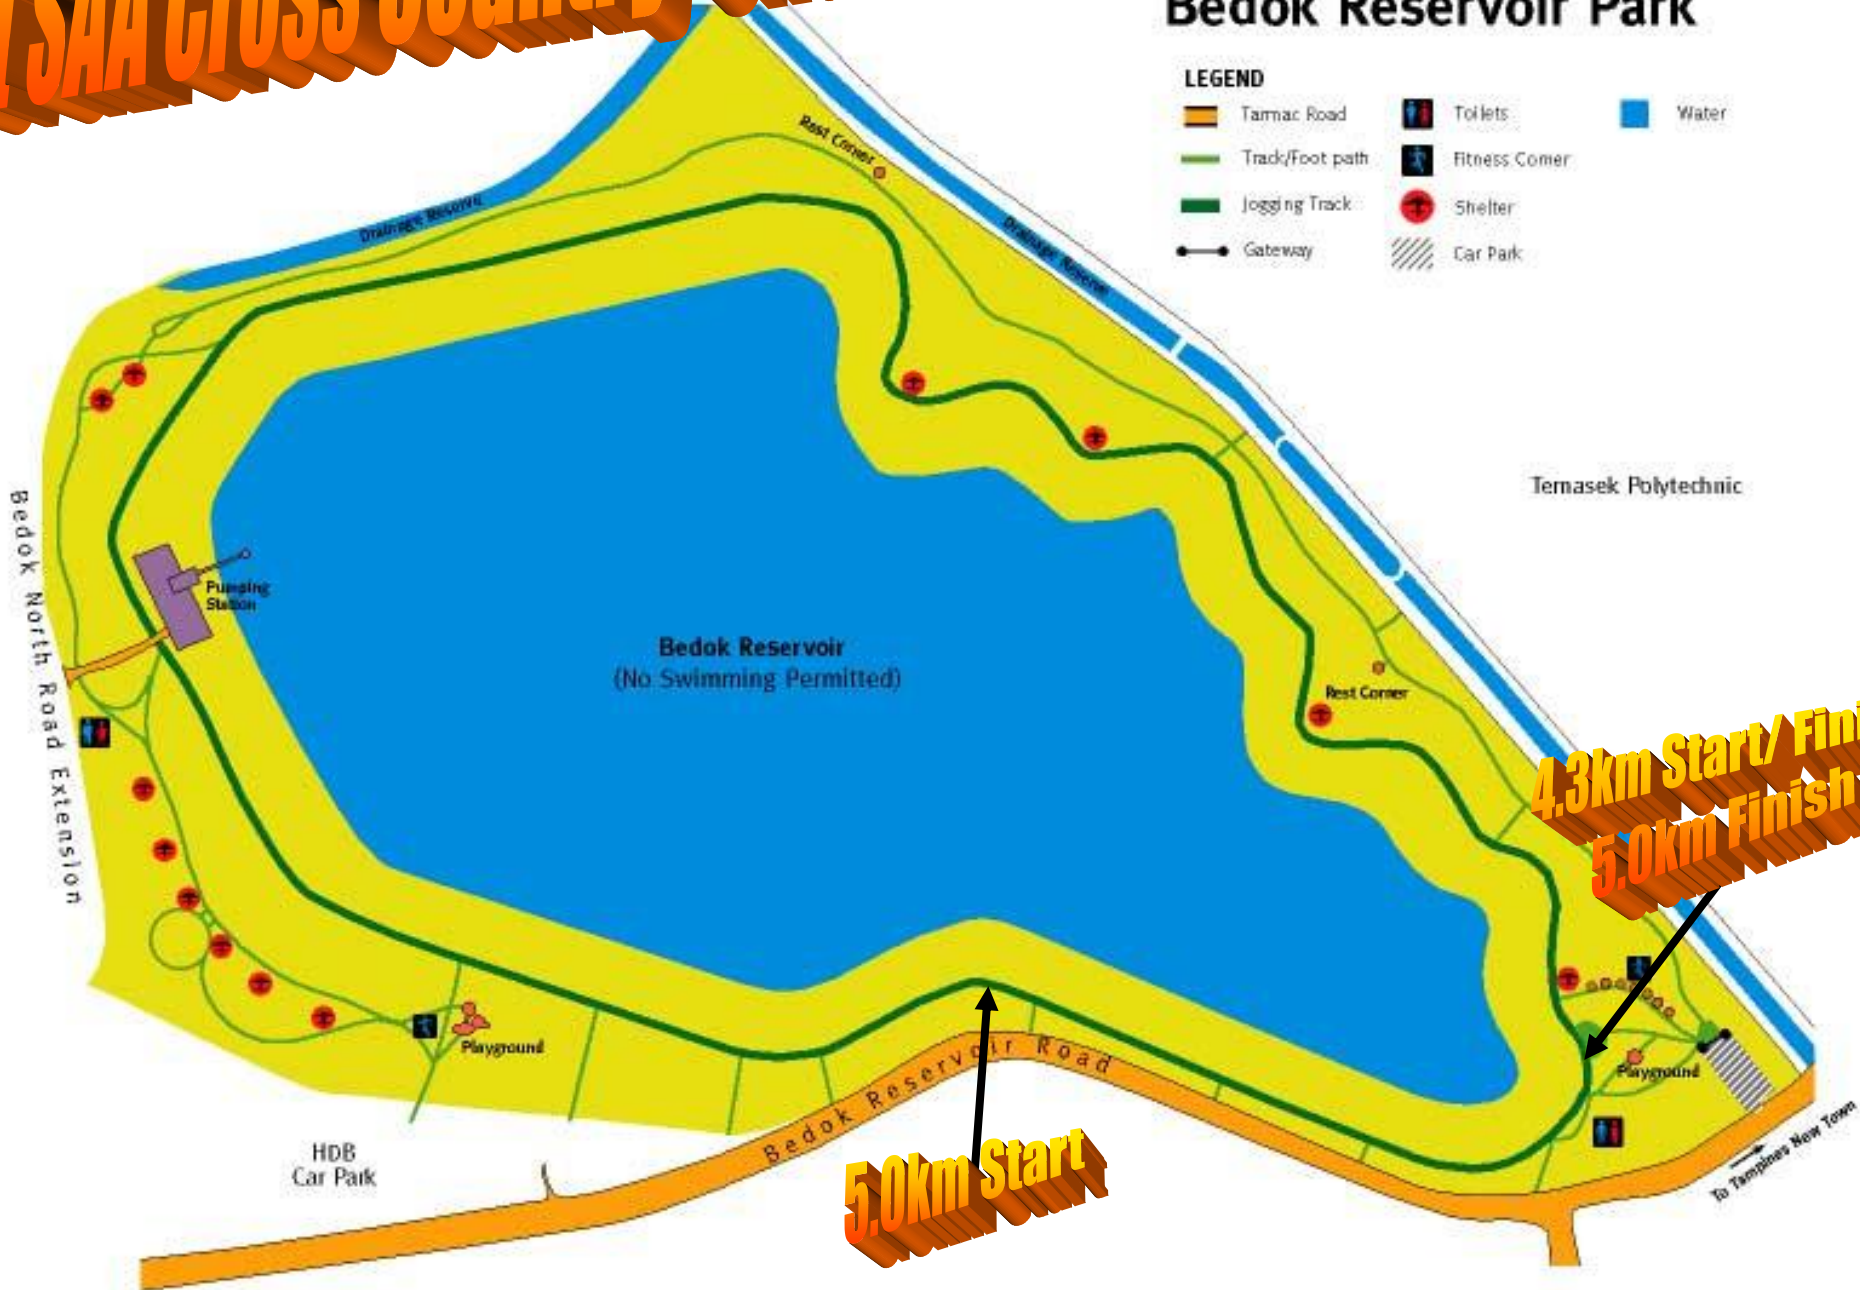 SAA Cross Country
Bedok Reservoir Park
LEGEND
Tarmac Road
Toilets
Water
Track/Foot path
Fitness Corner
Jogging Track
Shelter
Gateway
Car Park
Rest Corner
Drainage Reserve
Drainage Reserve
Temasek Polytechnic
Bedok North Road Extension
Pumping
Station
Bedok Reservoir
(No Swimming Permitted)
Rest Corner
4.3km Start/ Fini
5.0km Finish
Playground
Playground
Bedok Reservoir Road
HDB
Car Park
5.0km Start
To Tampines New Town